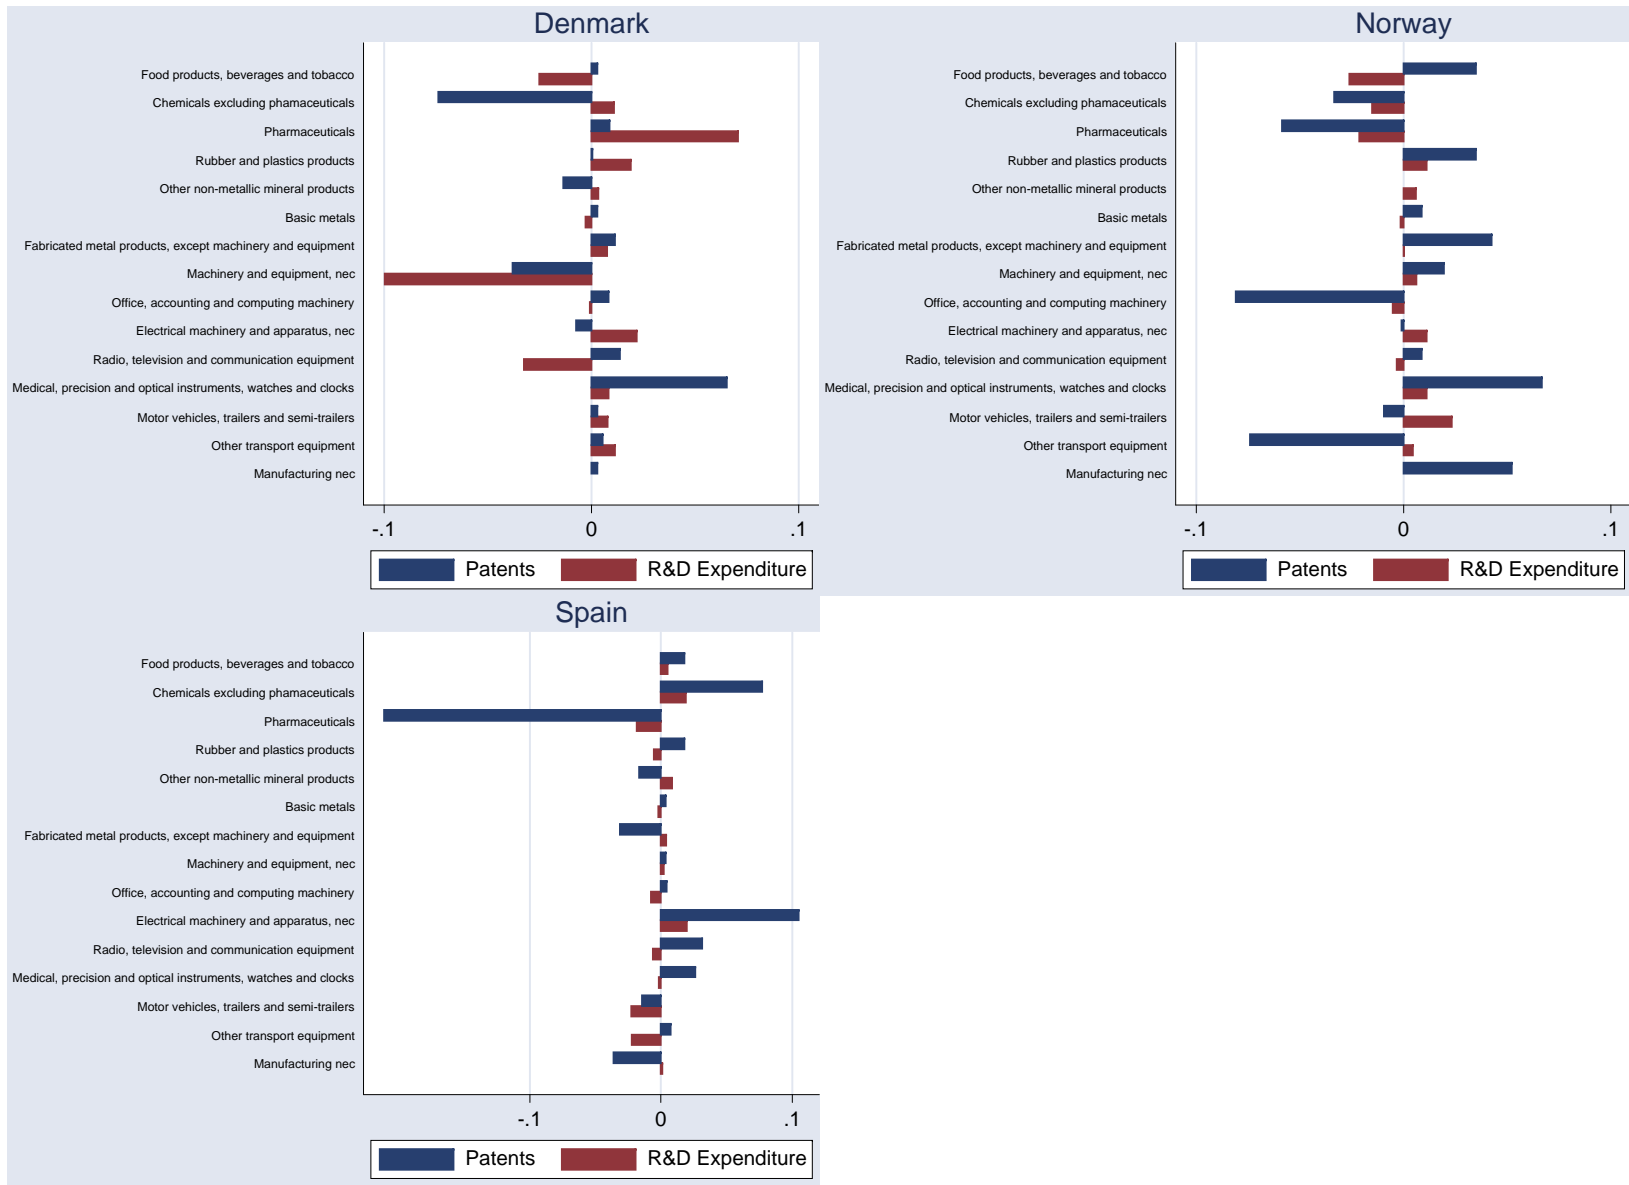 Denmark
Food products, beverages and tobacco
Chemicals excluding phamaceuticals
Pharmaceuticals
Rubber and plastics products
Other non-metallic mineral products
Basic metals
Fabricated metal products, except machinery and equipment
Machinery and equipment, nec
Office, accounting and computing machinery
Electrical machinery and apparatus, nec
Radio, television and communication equipment
Medical, precision and optical instruments, watches and clocks
Motor vehicles, trailers and semi-trailers
Other transport equipment
Manufacturing nec
-.1 0 .1
Patents R&D Expenditure
Norway
Food products, beverages and tobacco
Chemicals excluding phamaceuticals
Pharmaceuticals
Rubber and plastics products
Other non-metallic mineral products
Basic metals
Fabricated metal products, except machinery and equipment
Machinery and equipment, nec
Office, accounting and computing machinery
Electrical machinery and apparatus, nec
Radio, television and communication equipment
Medical, precision and optical instruments, watches and clocks
Motor vehicles, trailers and semi-trailers
Other transport equipment
Manufacturing nec
-.1 0 .1
Patents R&D Expenditure
Spain
Food products, beverages and tobacco
Chemicals excluding phamaceuticals
Pharmaceuticals
Rubber and plastics products
Other non-metallic mineral products
Basic metals
Fabricated metal products, except machinery and equipment
Machinery and equipment, nec
Office, accounting and computing machinery
Electrical machinery and apparatus, nec
Radio, television and communication equipment
Medical, precision and optical instruments, watches and clocks
Motor vehicles, trailers and semi-trailers
Other transport equipment
Manufacturing nec
-.1 0 .1
Patents R&D Expenditure